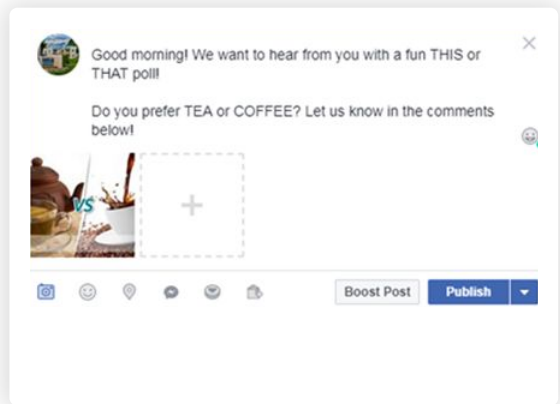 Good morning! We want to hear from you with a fun THIS or
THAT poll!
Do you prefer TEA or COFFEE? Let us know in the comments
below!
VS
Boost Post
Publish